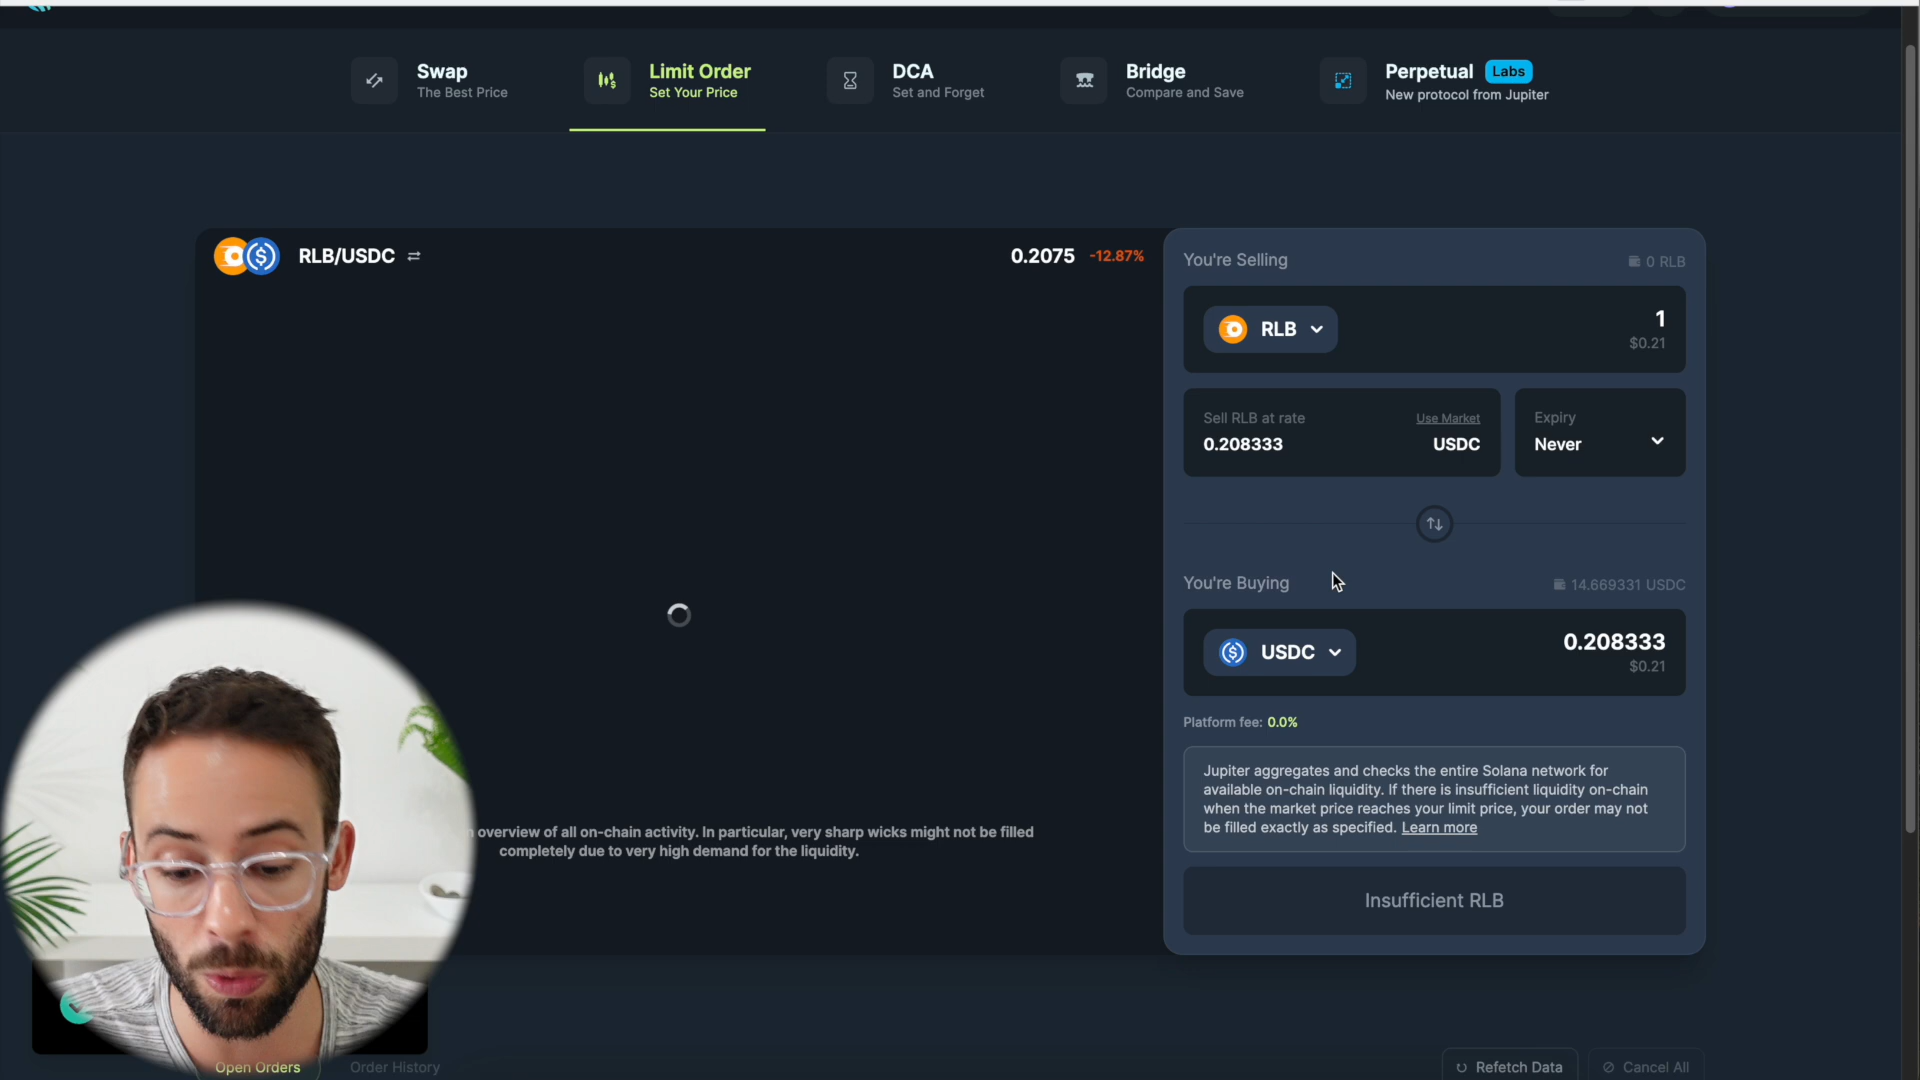 Swap
The Best Price
Limit Order
Set Your Price
DCA
Set and Forget
Bridge
Compare and Save
Perpetual Labs
New protocol from Jupiter
RLB/USDC
0.2075 -12.87%
You're Selling
0 RLB
RLB
1
$0.21
Sell RLB at rate
Use Market
0.208333
USDC
Expiry
Never
You're Buying
14.669331 USDC
USDC
0.208333
$0.21
Platform fee: 0.0%
Jupiter aggregates and checks the entire Solana network for
available on-chain liquidity. If there is insufficient liquidity on-chain
when the market price reaches your limit price, your order may not
be filled exactly as specified. Learn more
Insufficient RLB
overview of all on-chain activity. In particular, very sharp wicks might not be filled
completely due to very high demand for the liquidity.
Open Orders
Order History
Refetch Data
Cancel All